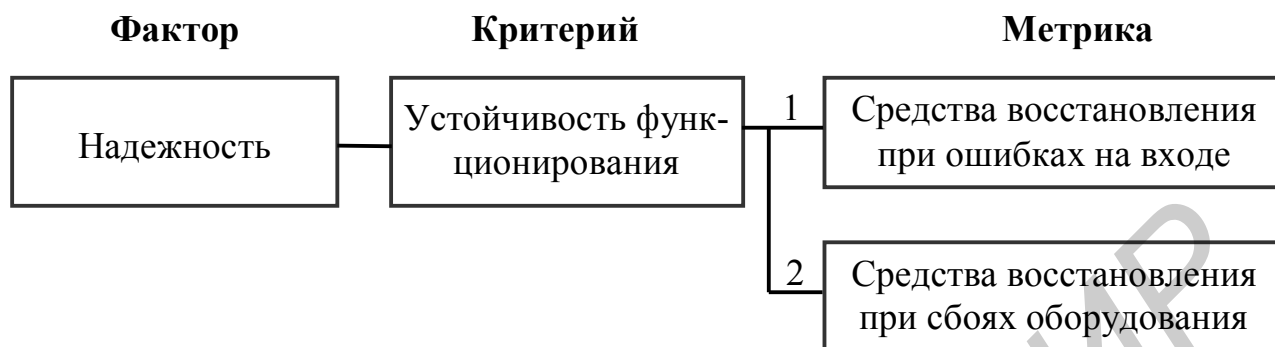 Фактор Критерий Метрика
Надежность
Устойчивость функ-
ционирования
1
Средства восстановления
при ошибках на входе
2
Средства восстановления
при сбоях оборудования
ИР